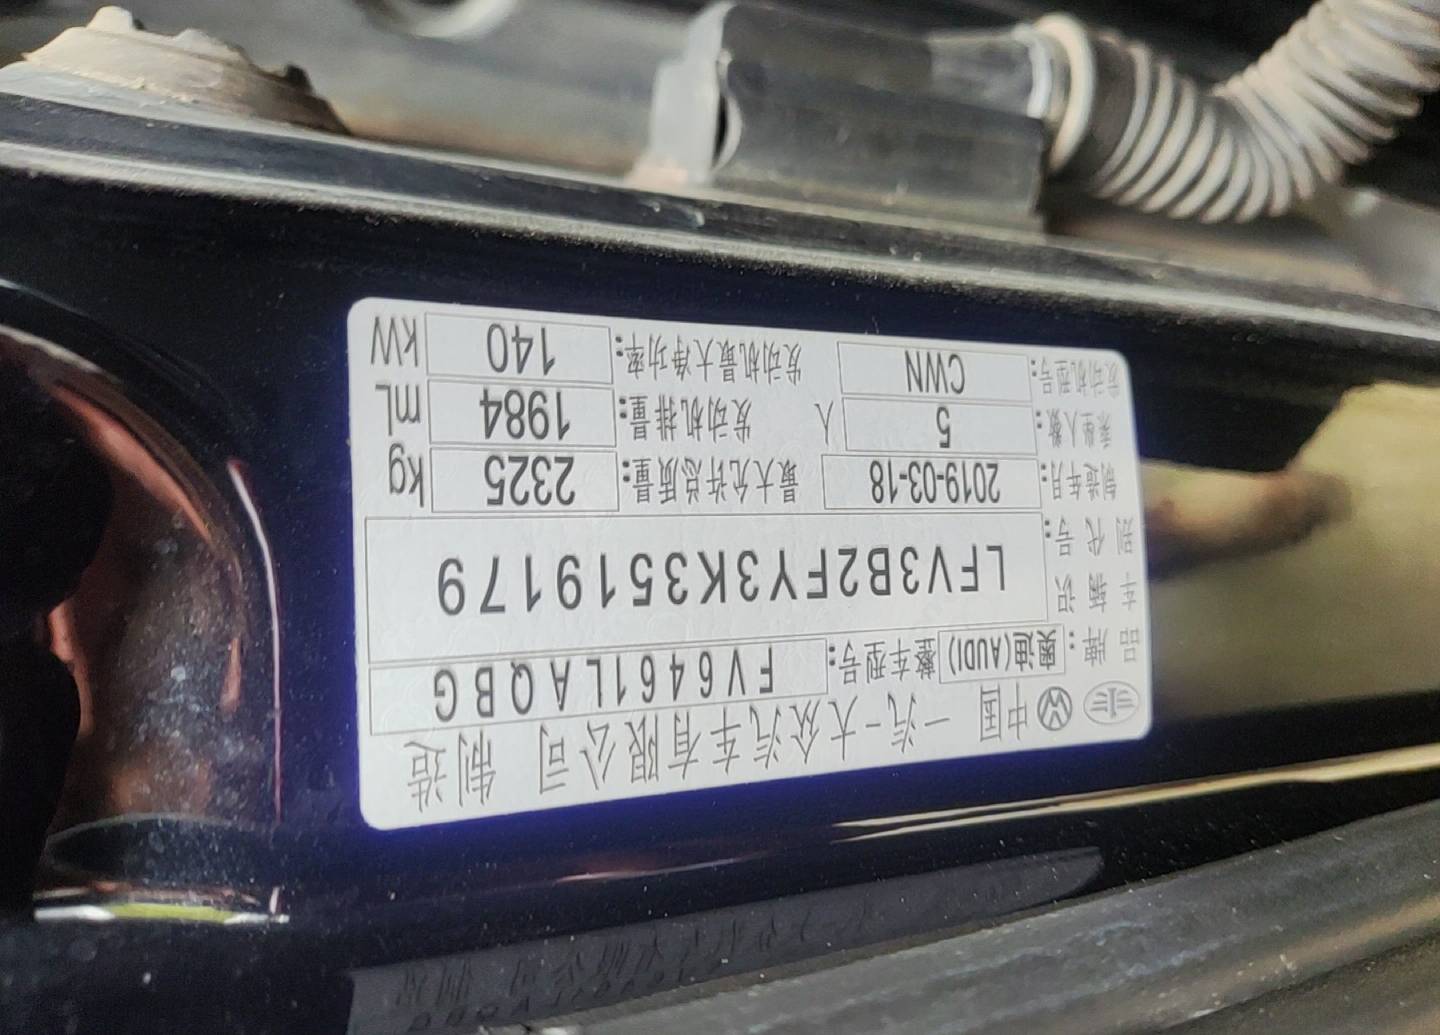 中国 一汽-大众汽车有限公司 制造
品牌: 奥迪(AUDI) 整车型号: FV6461LAQBG
车辆识别代号: LFV3B2FY3K3519179
制造年月: 2019-03-18 最大允许总质量: 2325 kg
乘坐人数: 5 人 发动机排量: 1984 mL
发动机型号: CWN 发动机最大净功率: 140 kW